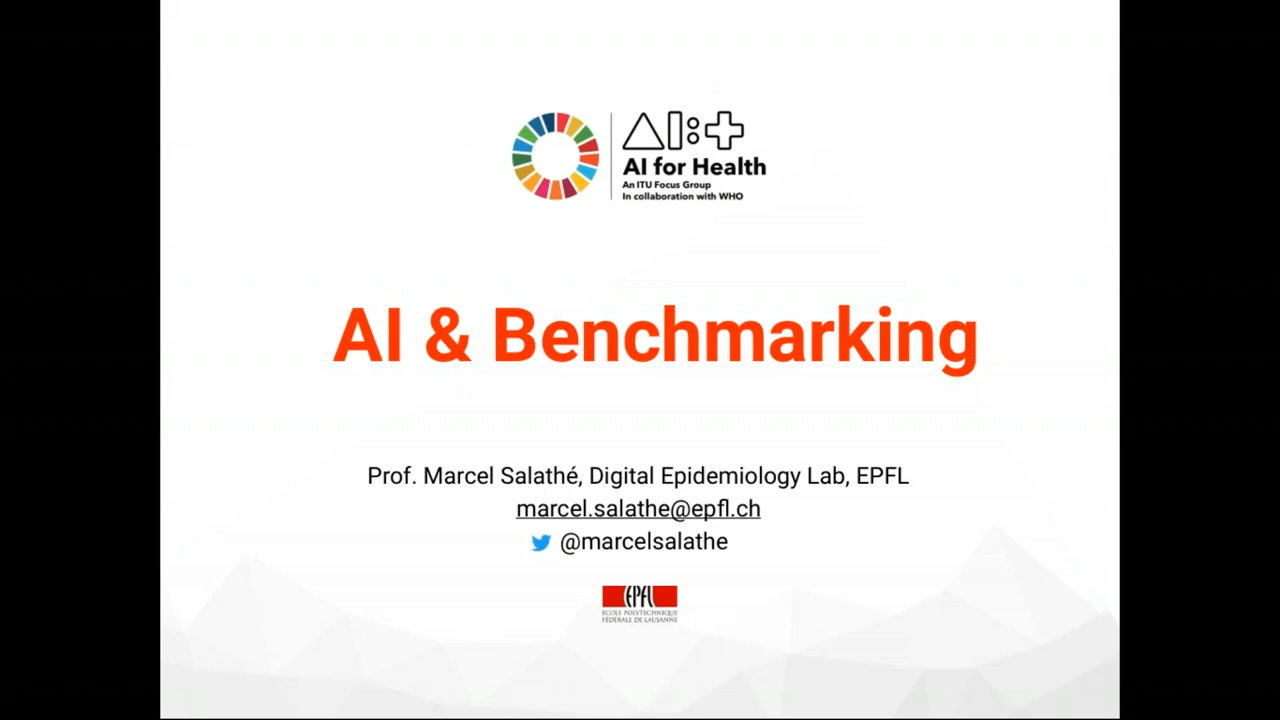 AI:+
AI for Health
An ITU Focus Group
In collaboration with WHO
AI & Benchmarking
Prof. Marcel Salathé, Digital Epidemiology Lab, EPFL
marcel.salathe@epfl.ch
@marcelsalathe
EPFL
ÉCOLE POLYTECHNIQUE
FÉDÉRALE DE LAUSANNE